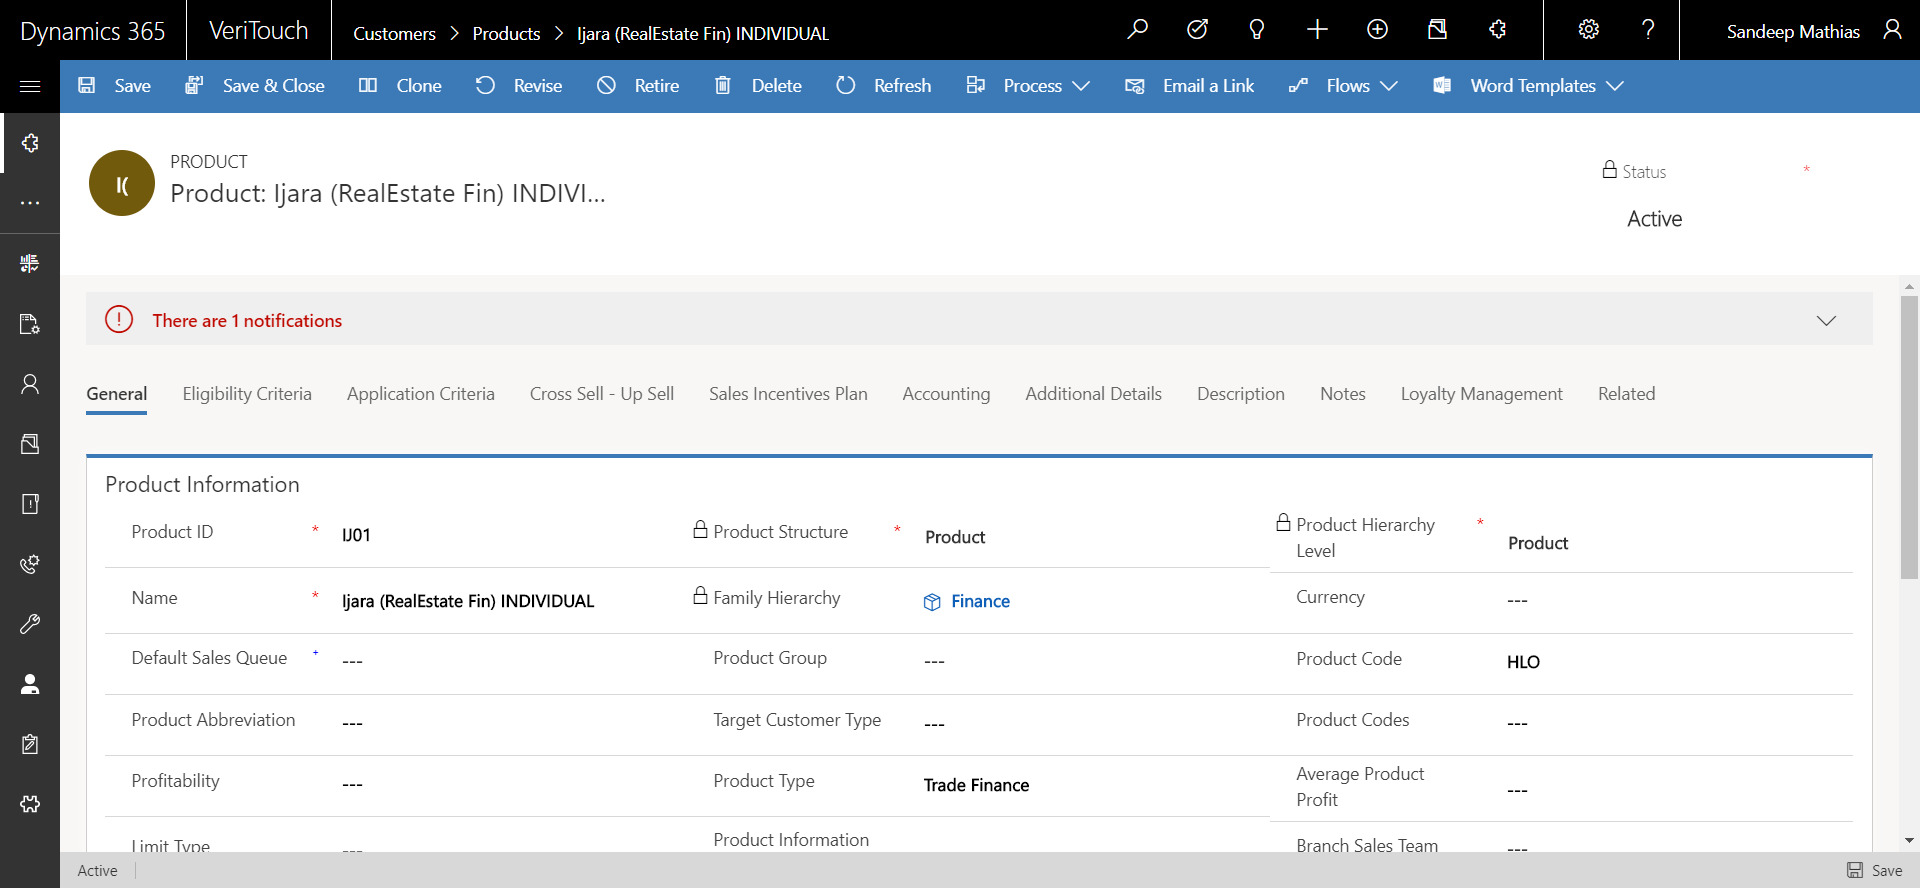 Dynamics 365
VeriTouch
Customers > Products > Ijara (RealEstate Fin) INDIVIDUAL
Sandeep Mathias
Save
Save & Close
Clone
Revise
Retire
Delete
Refresh
Process
Email a Link
Flows
Word Templates
I(
PRODUCT
Product: Ijara (RealEstate Fin) INDIVI...
Status *
Active
There are 1 notifications
General
Eligibility Criteria
Application Criteria
Cross Sell - Up Sell
Sales Incentives Plan
Accounting
Additional Details
Description
Notes
Loyalty Management
Related
Product Information
Product ID * IJ01
Product Structure * Product
Product Hierarchy
Level * Product
Name * Ijara (RealEstate Fin) INDIVIDUAL
Family Hierarchy Finance
Currency ---
Default Sales Queue + ---
Product Group ---
Product Code HLO
Product Abbreviation ---
Target Customer Type ---
Product Codes ---
Profitability ---
Product Type Trade Finance
Average Product
Profit ---
Limit Type ---
Product Information
Branch Sales Team ---
Active
Save